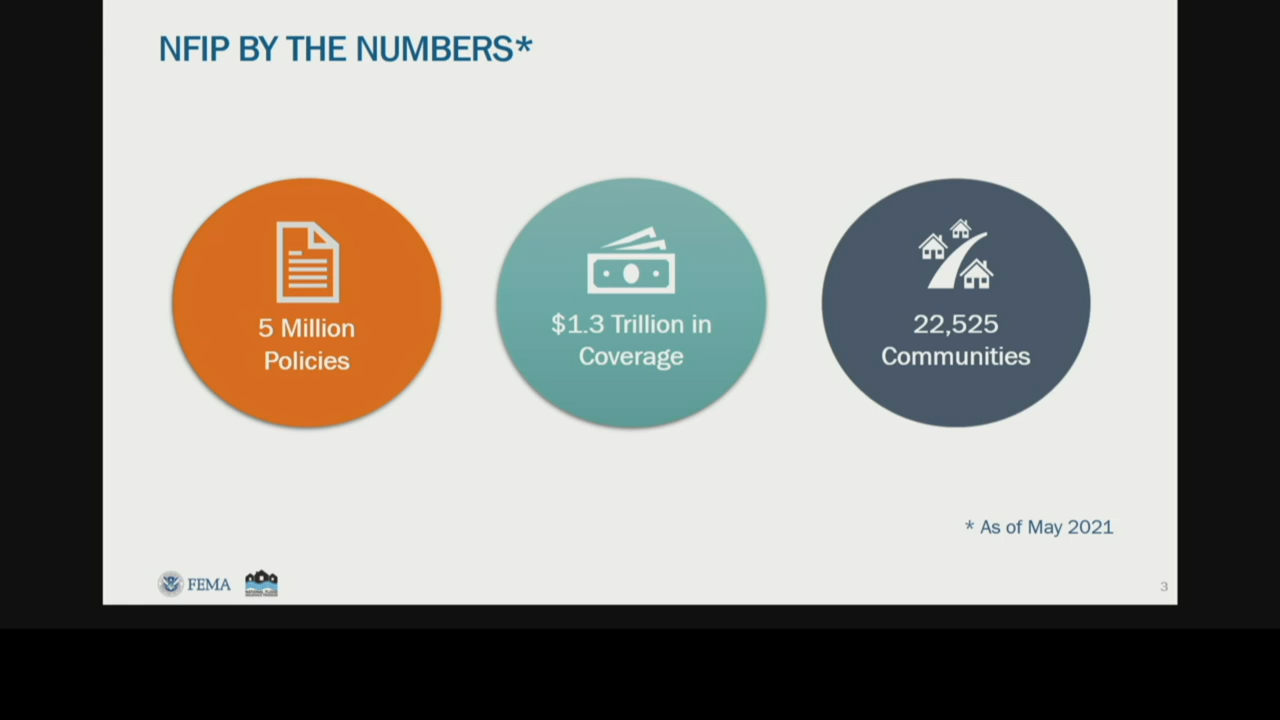 NFIP BY THE NUMBERS*
5 Million
Policies
$1.3 Trillion in
Coverage
22,525
Communities
* As of May 2021
FEMA
3